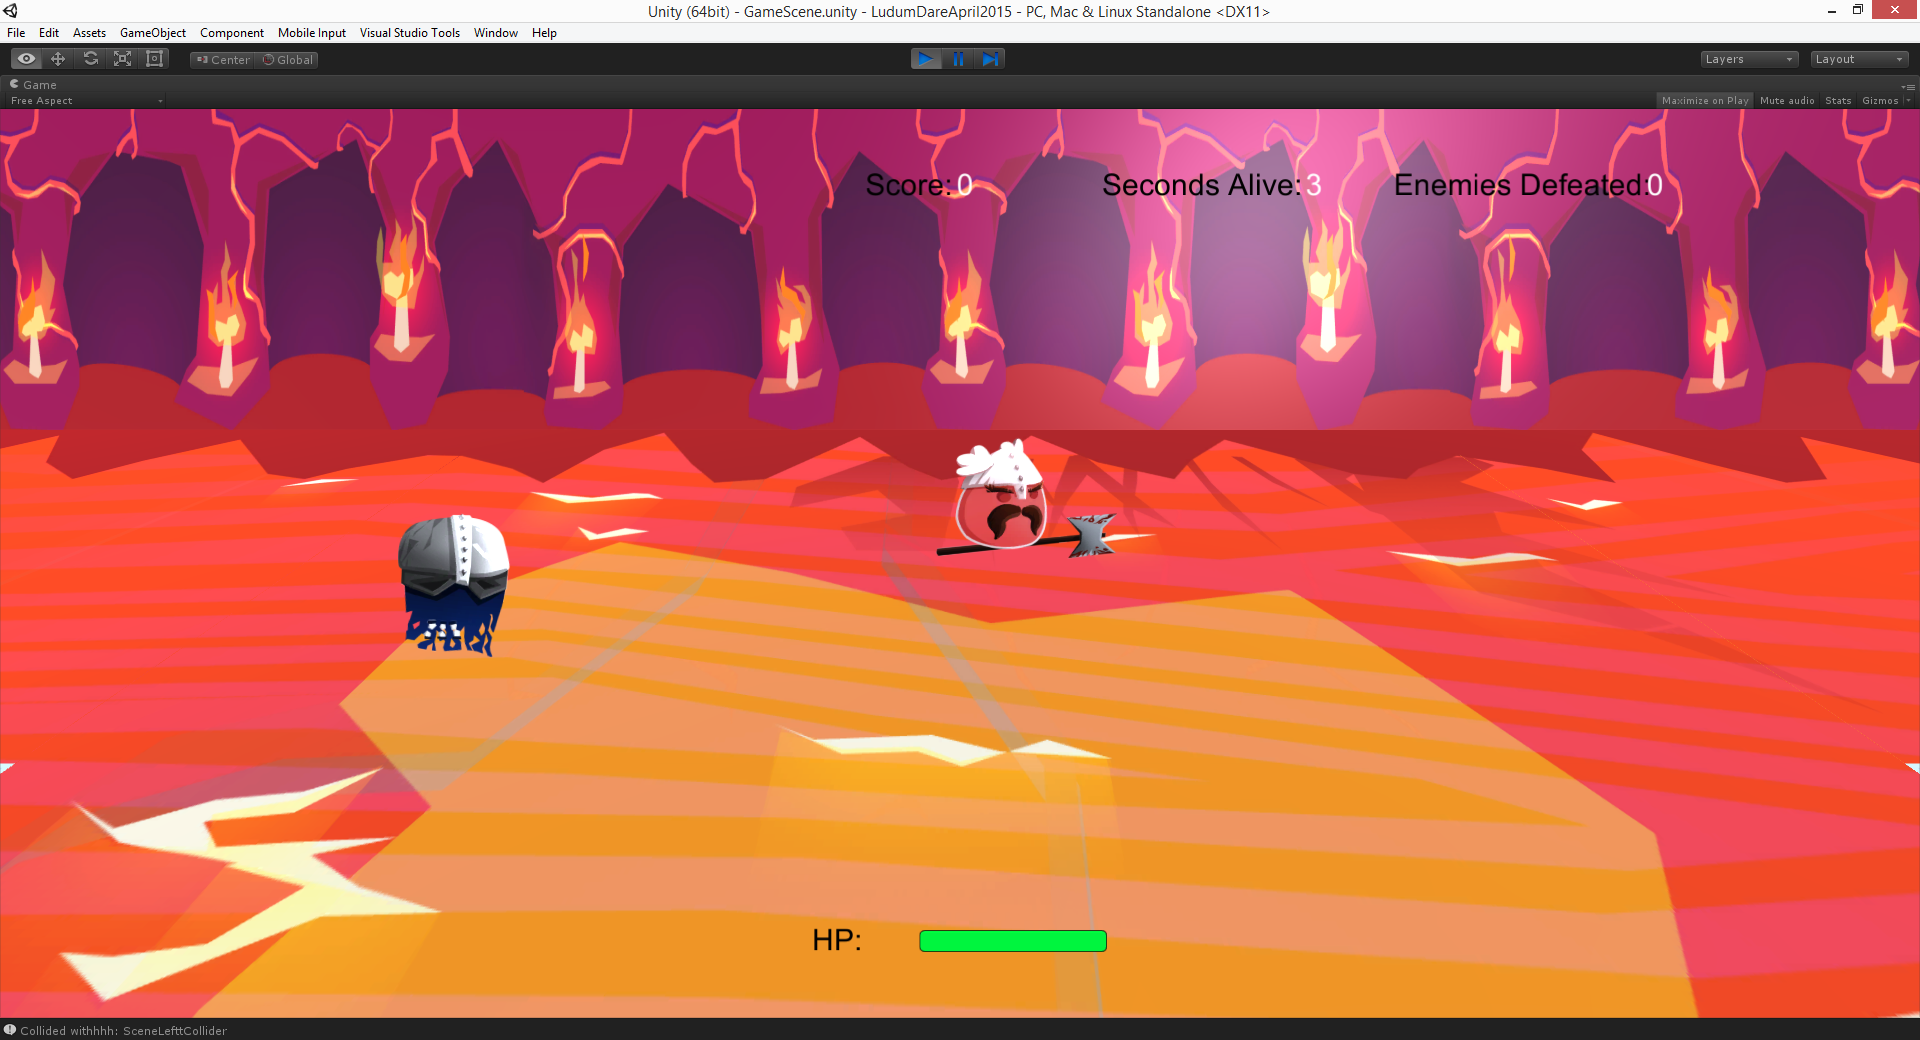 Unity (64bit) - GameScene.unity - LudumDareApril2015 - PC, Mac & Linux Standalone <DX11>
File Edit Assets GameObject Component Mobile Input Visual Studio Tools Window Help
Center Global Layers Layout
Game
Free Aspect Maximize on Play Mute audio Stats Gizmos
Score: 0 Seconds Alive: 3 Enemies Defeated:0
HP:
Collided withhhh: SceneLefttCollider